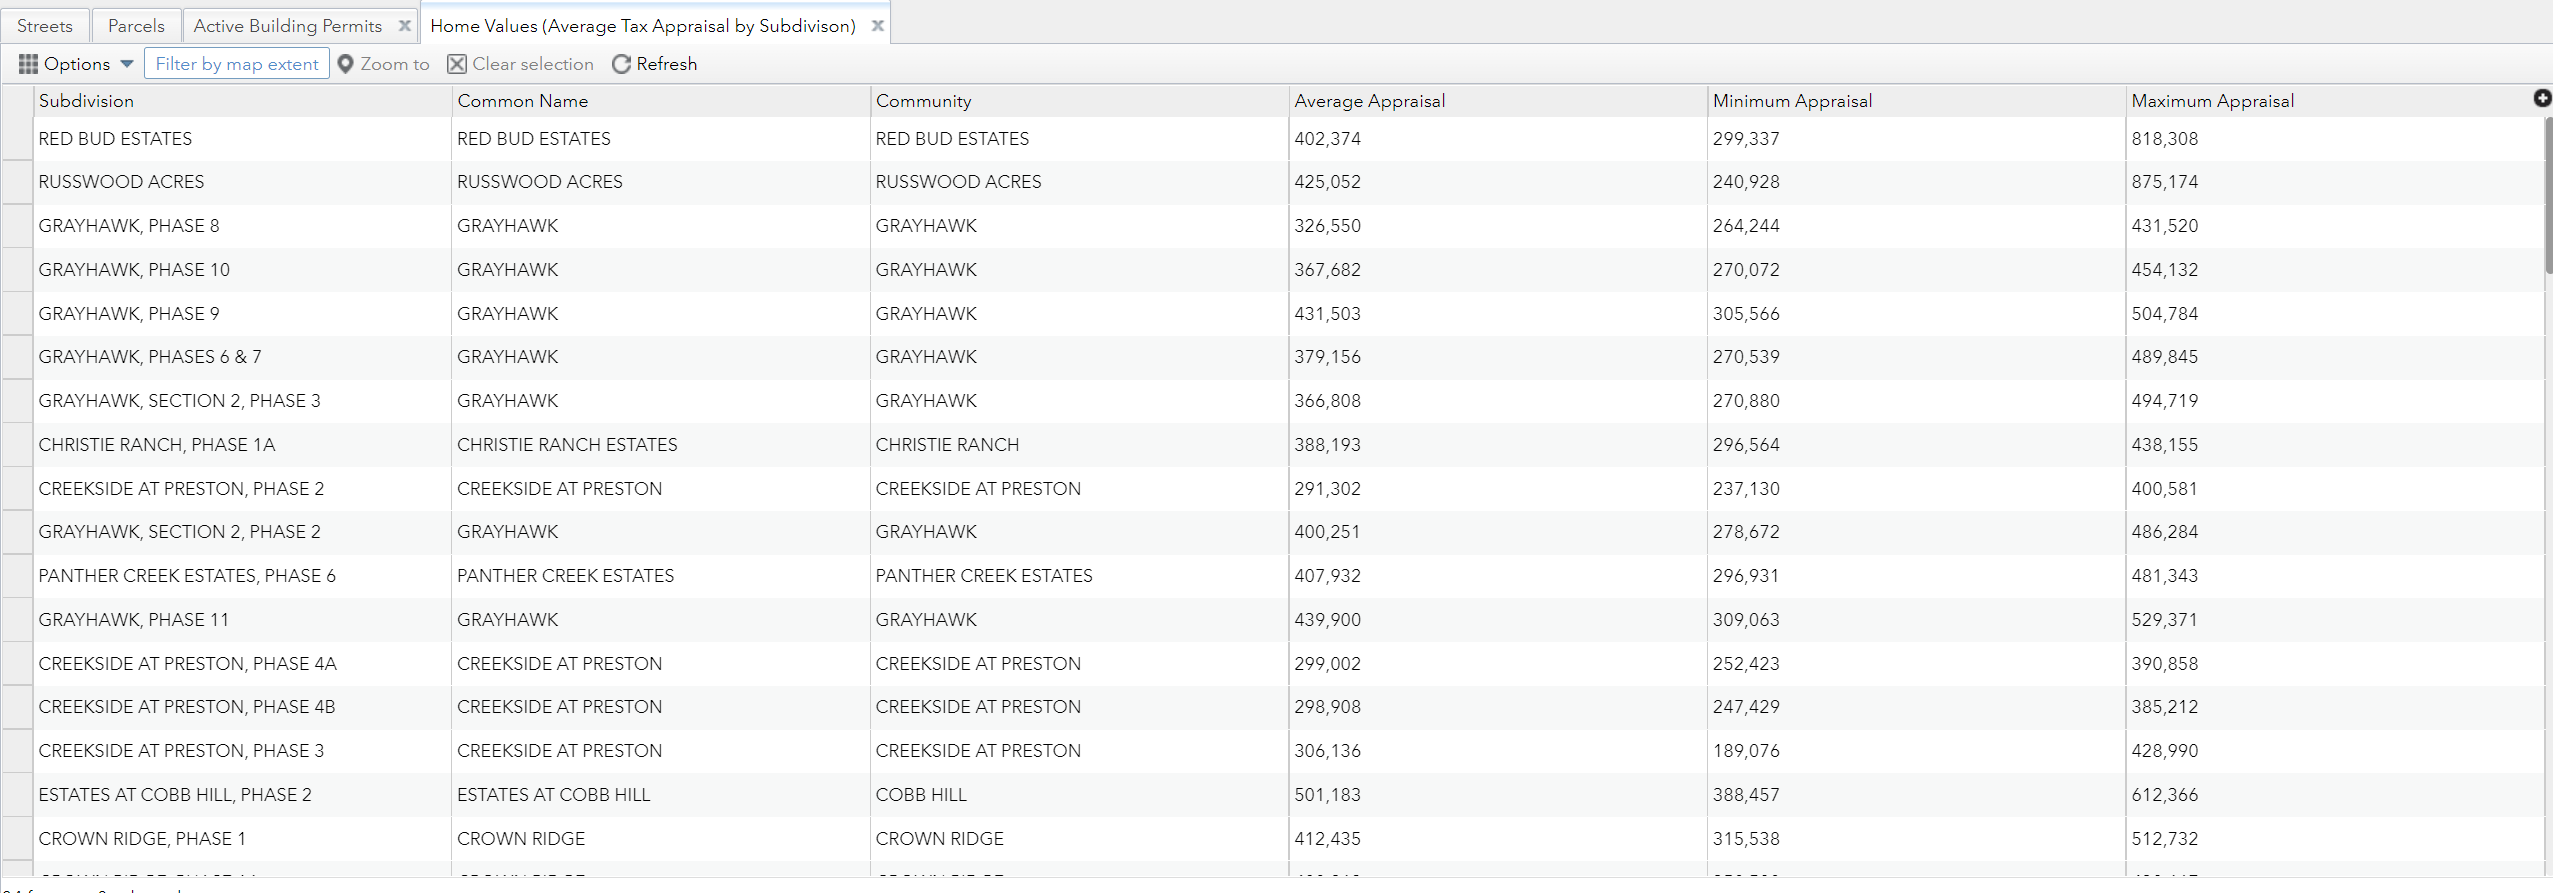 Streets Parcels Active Building Permits Home Values (Average Tax Appraisal by Subdivison)
Options Filter by map extent Zoom to Clear selection Refresh
Subdivision Common Name Community Average Appraisal Minimum Appraisal Maximum Appraisal
RED BUD ESTATES RED BUD ESTATES RED BUD ESTATES 402,374 299,337 818,308
RUSSWOOD ACRES RUSSWOOD ACRES RUSSWOOD ACRES 425,052 240,928 875,174
GRAYHAWK, PHASE 8 GRAYHAWK GRAYHAWK 326,550 264,244 431,520
GRAYHAWK, PHASE 10 GRAYHAWK GRAYHAWK 367,682 270,072 454,132
GRAYHAWK, PHASE 9 GRAYHAWK GRAYHAWK 431,503 305,566 504,784
GRAYHAWK, PHASES 6 & 7 GRAYHAWK GRAYHAWK 379,156 270,539 489,845
GRAYHAWK, SECTION 2, PHASE 3 GRAYHAWK GRAYHAWK 366,808 270,880 494,719
CHRISTIE RANCH, PHASE 1A CHRISTIE RANCH ESTATES CHRISTIE RANCH 388,193 296,564 438,155
CREEKSIDE AT PRESTON, PHASE 2 CREEKSIDE AT PRESTON CREEKSIDE AT PRESTON 291,302 237,130 400,581
GRAYHAWK, SECTION 2, PHASE 2 GRAYHAWK GRAYHAWK 400,251 278,672 486,284
PANTHER CREEK ESTATES, PHASE 6 PANTHER CREEK ESTATES PANTHER CREEK ESTATES 407,932 296,931 481,343
GRAYHAWK, PHASE 11 GRAYHAWK GRAYHAWK 439,900 309,063 529,371
CREEKSIDE AT PRESTON, PHASE 4A CREEKSIDE AT PRESTON CREEKSIDE AT PRESTON 299,002 252,423 390,858
CREEKSIDE AT PRESTON, PHASE 4B CREEKSIDE AT PRESTON CREEKSIDE AT PRESTON 298,908 247,429 385,212
CREEKSIDE AT PRESTON, PHASE 3 CREEKSIDE AT PRESTON CREEKSIDE AT PRESTON 306,136 189,076 428,990
ESTATES AT COBB HILL, PHASE 2 ESTATES AT COBB HILL COBB HILL 501,183 388,457 612,366
CROWN RIDGE, PHASE 1 CROWN RIDGE CROWN RIDGE 412,435 315,538 512,732